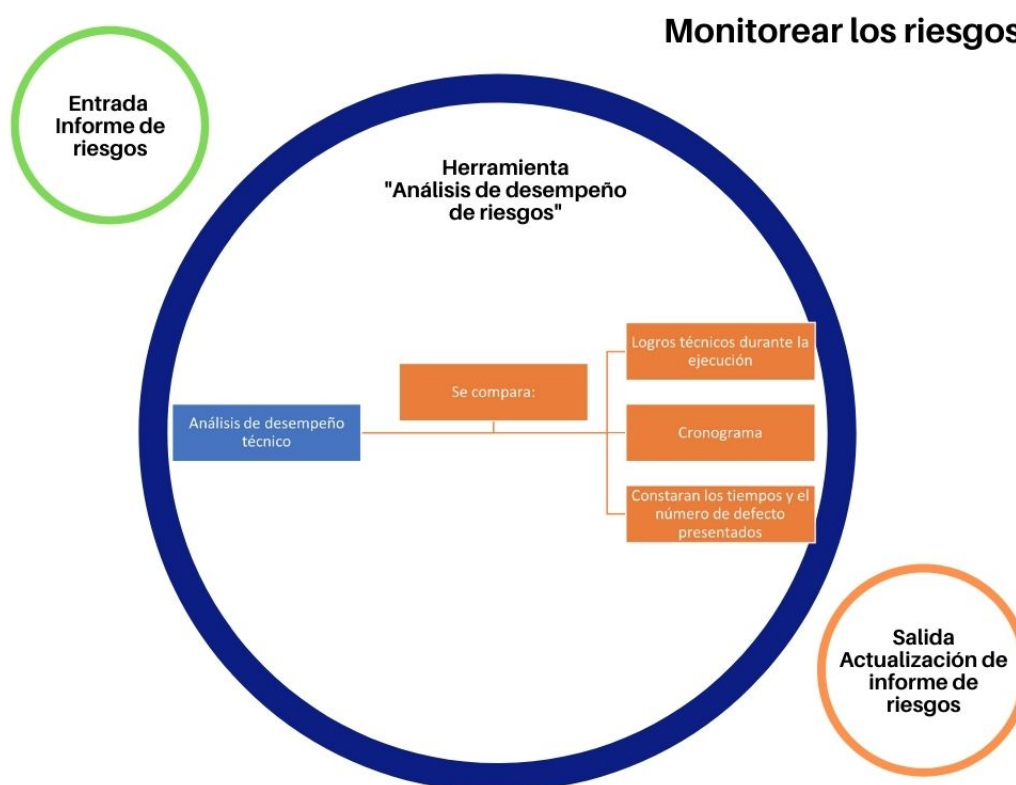 Monitorear los riesgos
Entrada
Informe de
riesgos
Herramienta
"Análisis de desempeño
de riesgos"
Análisis de desempeño
técnico
Se compara:
Logros técnicos durante la
ejecución
Cronograma
Constaran los tiempos y el
número de defecto
presentados
Salida
Actualización de
informe de
riesgos